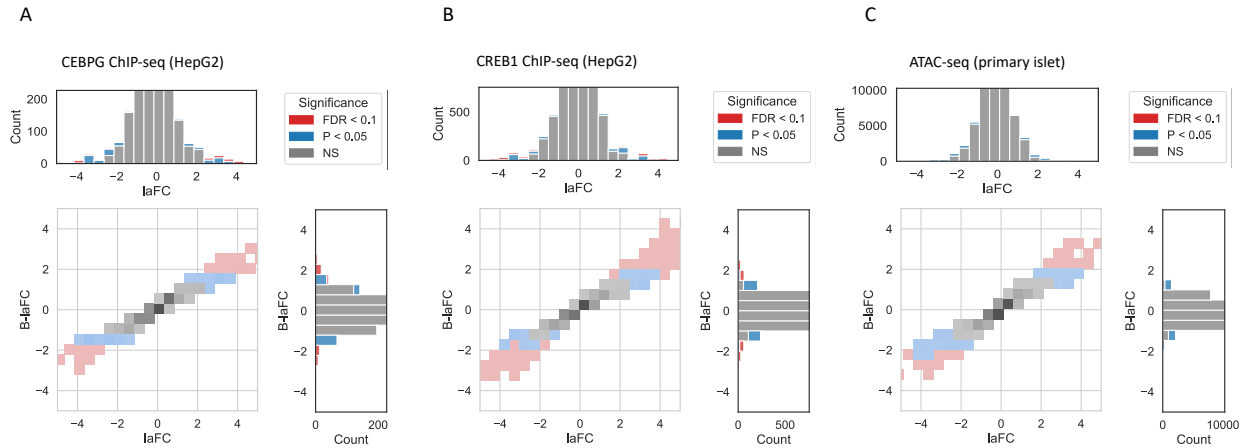 A
CEBPG ChIP-seq (HepG2)
Count
200
100
0
−4 −2 0 2 4
laFC
Significance
FDR < 0.1
P < 0.05
NS
B-laFC
4
2
0
−2
−4
−4 −2 0 2 4
laFC
4
2
0
−2
−4
0 200
Count
B
CREB1 ChIP-seq (HepG2)
Count
500
0
−4 −2 0 2 4
laFC
Significance
FDR < 0.1
P < 0.05
NS
B-laFC
4
2
0
−2
−4
−4 −2 0 2 4
laFC
4
2
0
−2
−4
0 500
Count
C
ATAC-seq (primary islet)
Count
10000
5000
0
−4 −2 0 2 4
laFC
Significance
FDR < 0.1
P < 0.05
NS
B-laFC
4
2
0
−2
−4
−4 −2 0 2 4
laFC
4
2
0
−2
−4
0 10000
Count